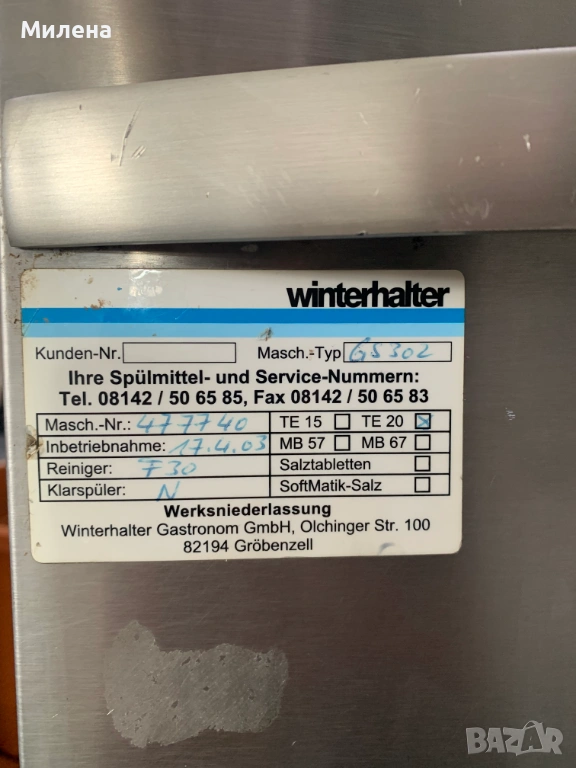 Милена
winterhalter
Kunden-Nr. Masch.-Typ GS302
Ihre Spülmittel- und Service-Nummern:
Tel. 08142 / 50 65 85, Fax 08142 / 50 65 83
Masch.-Nr.: 477740 TE 15 TE 20
Inbetriebnahme: 17.4.03 MB 57 MB 67
Reiniger: F30 Salztabletten
Klarspüler: N SoftMatik-Salz
Werksniederlassung
Winterhalter Gastronom GmbH, Olchinger Str. 100
82194 Gröbenzell
BAZAR